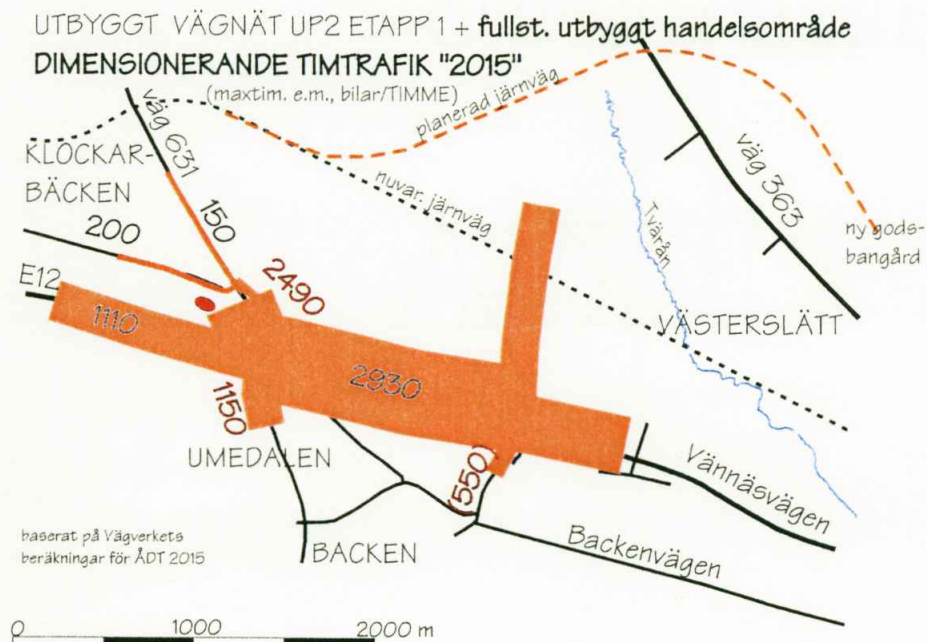 UTBYGGT VÄGNÄT UP2 ETAPP 1 + fullst. utbyggt handelsområde
DIMENSIONERANDE TIMTRAFIK "2015"
(maxtim. e.m., bilar/TIMME)
planerad järnväg
väg 631
KLOCKAR-
BÄCKEN
150
200
nuvar. järnväg
väg 363
Tvärån
ny gods-
bangård
E12
2490
1110
VÄSTERSLÄTT
2930
1150
UMEDALEN
(550)
Vännäsvägen
baserat på Vägverkets
beräkningar för ÅDT 2015
BACKEN
Backenvägen
0 1000 2000 m